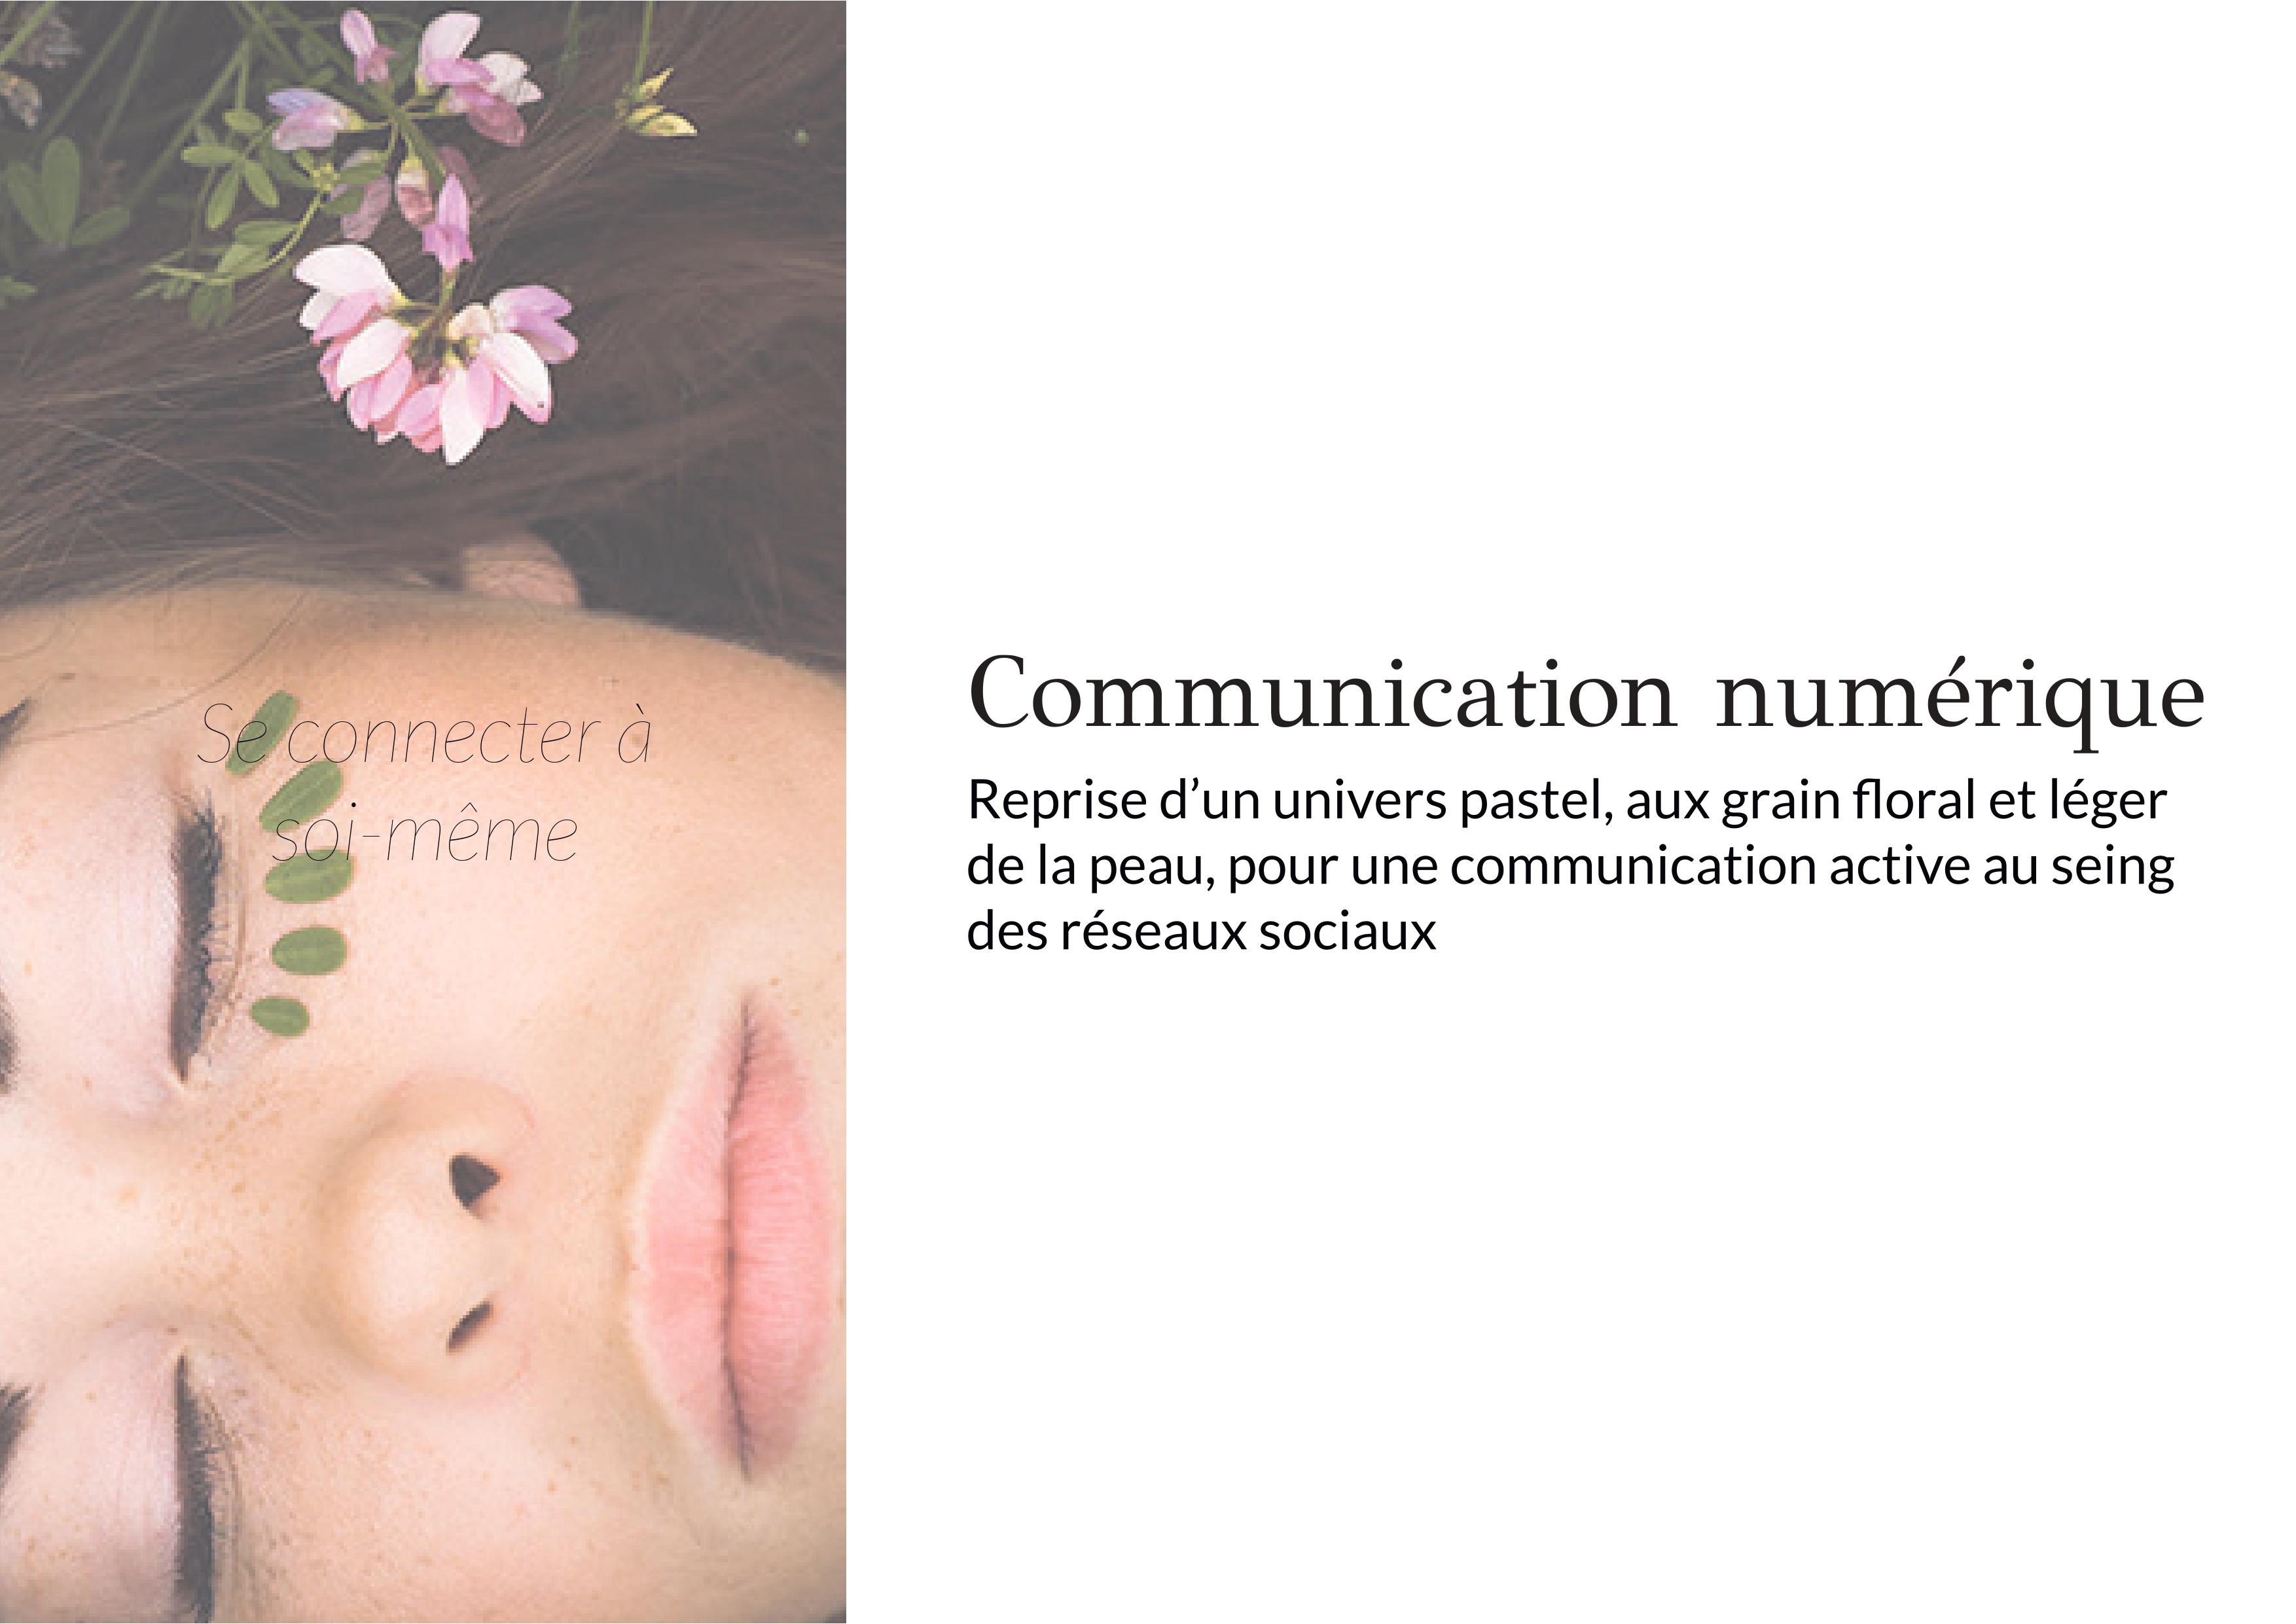 Se connecter à
soi-même
Communication numérique
Reprise d’un univers pastel, aux grain floral et léger
de la peau, pour une communication active au seing
des réseaux sociaux